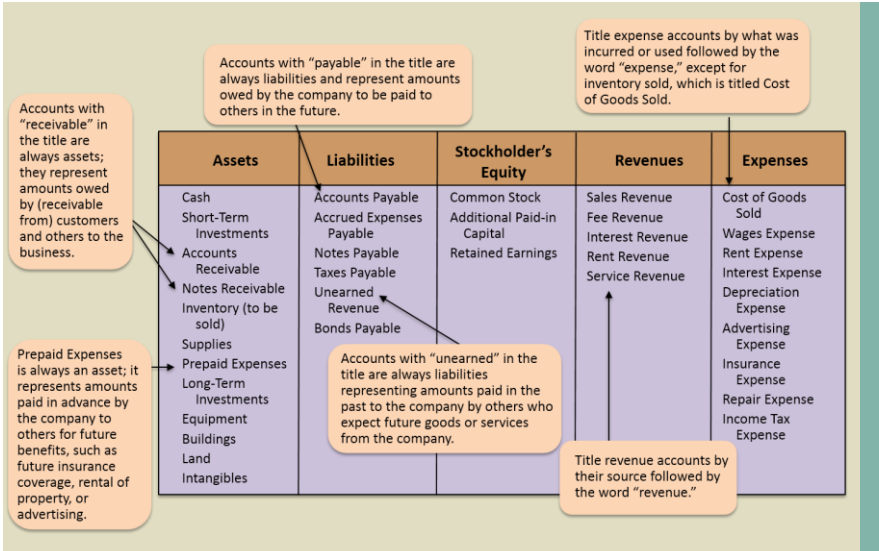 Title expense accounts by what was
incurred or used followed by the
word “expense,” except for
inventory sold, which is titled Cost
of Goods Sold.
Accounts with “payable” in the title are
always liabilities and represent amounts
owed by the company to be paid to
others in the future.
Accounts with
“receivable” in
the title are
always assets;
they represent
amounts owed
by (receivable
from) customers
and others to the
business.
Assets
Cash
Short-Term
Investments
Accounts
Receivable
Notes Receivable
Inventory (to be
sold)
Supplies
Prepaid Expenses
Long-Term
Investments
Equipment
Buildings
Land
Intangibles
Liabilities
Accounts Payable
Accrued Expenses
Payable
Notes Payable
Taxes Payable
Unearned
Revenue
Bonds Payable
Stockholder’s
Equity
Common Stock
Additional Paid-in
Capital
Retained Earnings
Revenues
Sales Revenue
Fee Revenue
Interest Revenue
Rent Revenue
Service Revenue
Expenses
Cost of Goods
Sold
Wages Expense
Rent Expense
Interest Expense
Depreciation
Expense
Advertising
Expense
Insurance
Expense
Repair Expense
Income Tax
Expense
Prepaid Expenses
is always an asset; it
represents amounts
paid in advance by
the company to
others for future
benefits, such as
future insurance
coverage, rental of
property, or
advertising.
Accounts with “unearned” in the
title are always liabilities
representing amounts paid in the
past to the company by others who
expect future goods or services
from the company.
Title revenue accounts by
their source followed by
the word “revenue.”